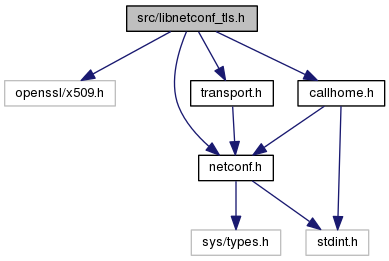 src/libnetconf_tls.h
openssl/x509.h
transport.h
callhome.h
netconf.h
sys/types.h
stdint.h